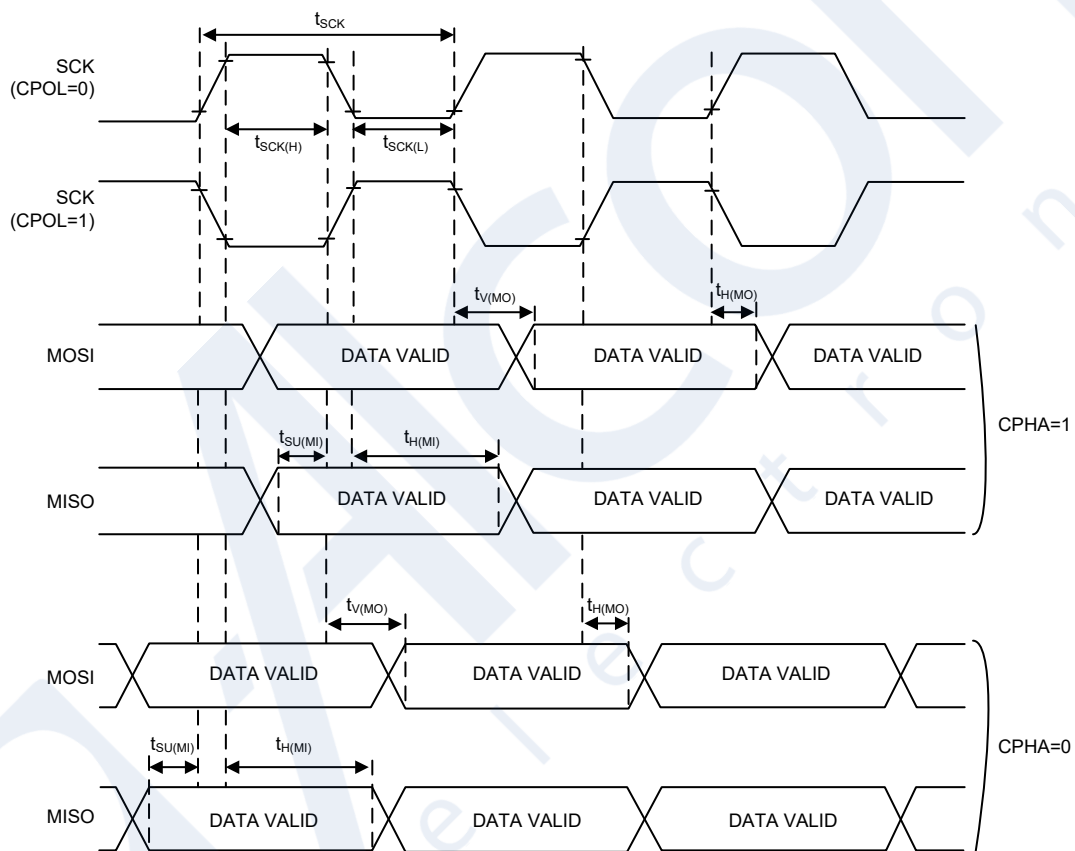 tSCK
SCK
(CPOL=0)
tSCK(H)
tSCK(L)
SCK
(CPOL=1)
tV(MO)
tH(MO)
MOSI
DATA VALID
DATA VALID
DATA VALID
CPHA=1
tSU(MI)
tH(MI)
MISO
DATA VALID
DATA VALID
DATA VALID
tV(MO)
tH(MO)
MOSI
DATA VALID
DATA VALID
DATA VALID
CPHA=0
tSU(MI)
tH(MI)
MISO
DATA VALID
DATA VALID
DATA VALID